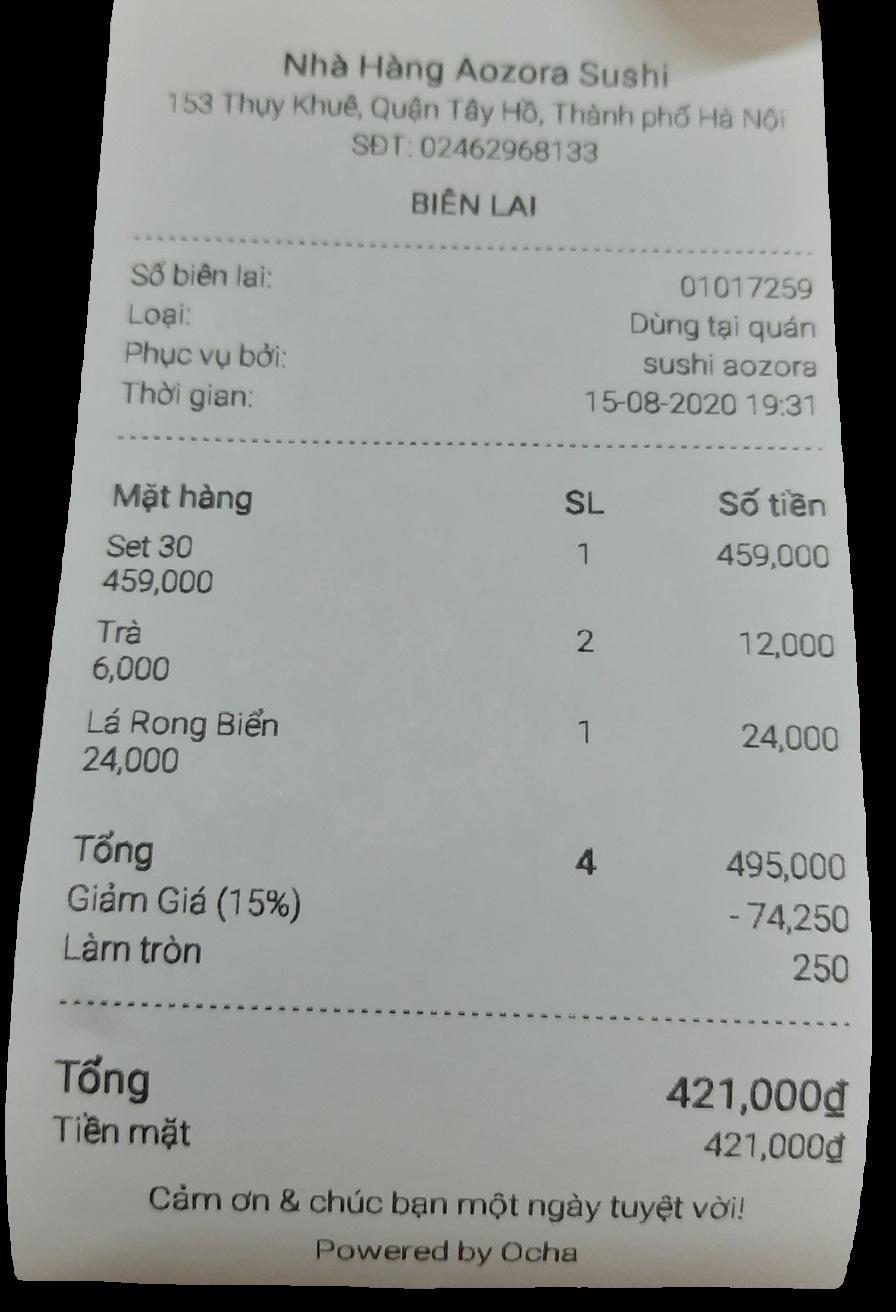 Nhà Hàng Aozora Sushi
153 Thụy Khuê, Quận Tây Hồ, Thành phố Hà Nội
SĐT: 02462968133
BIÊN LAI
Số biên lai: 01017259
Loại: Dùng tại quán
Phục vụ bởi: sushi aozora
Thời gian: 15-08-2020 19:31
Mặt hàng SL Số tiền
Set 30 1 459,000
459,000
Trà 2 12,000
6,000
Lá Rong Biển 1 24,000
24,000
Tổng 4 495,000
Giảm Giá (15%) - 74,250
Làm tròn 250
Tổng 421,000₫
Tiền mặt 421,000₫
Cảm ơn & chúc bạn một ngày tuyệt vời!
Powered by Ocha